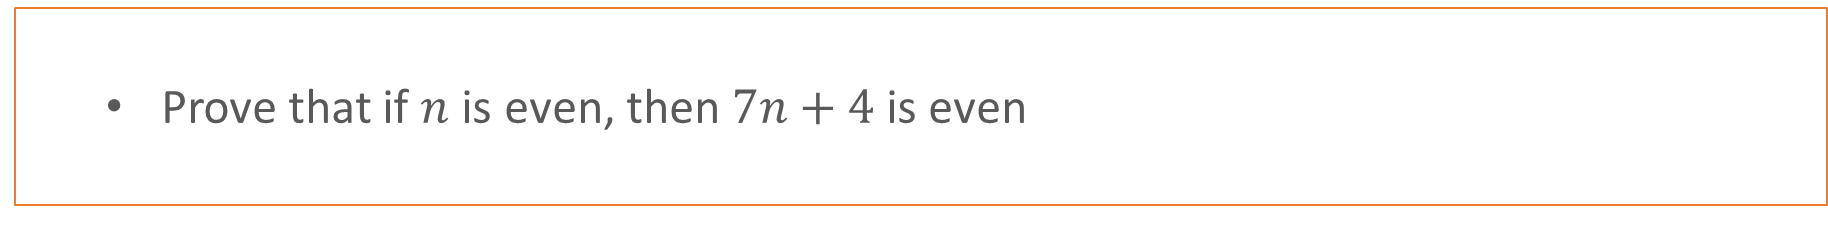 • Prove that if n is even, then 7n + 4 is even